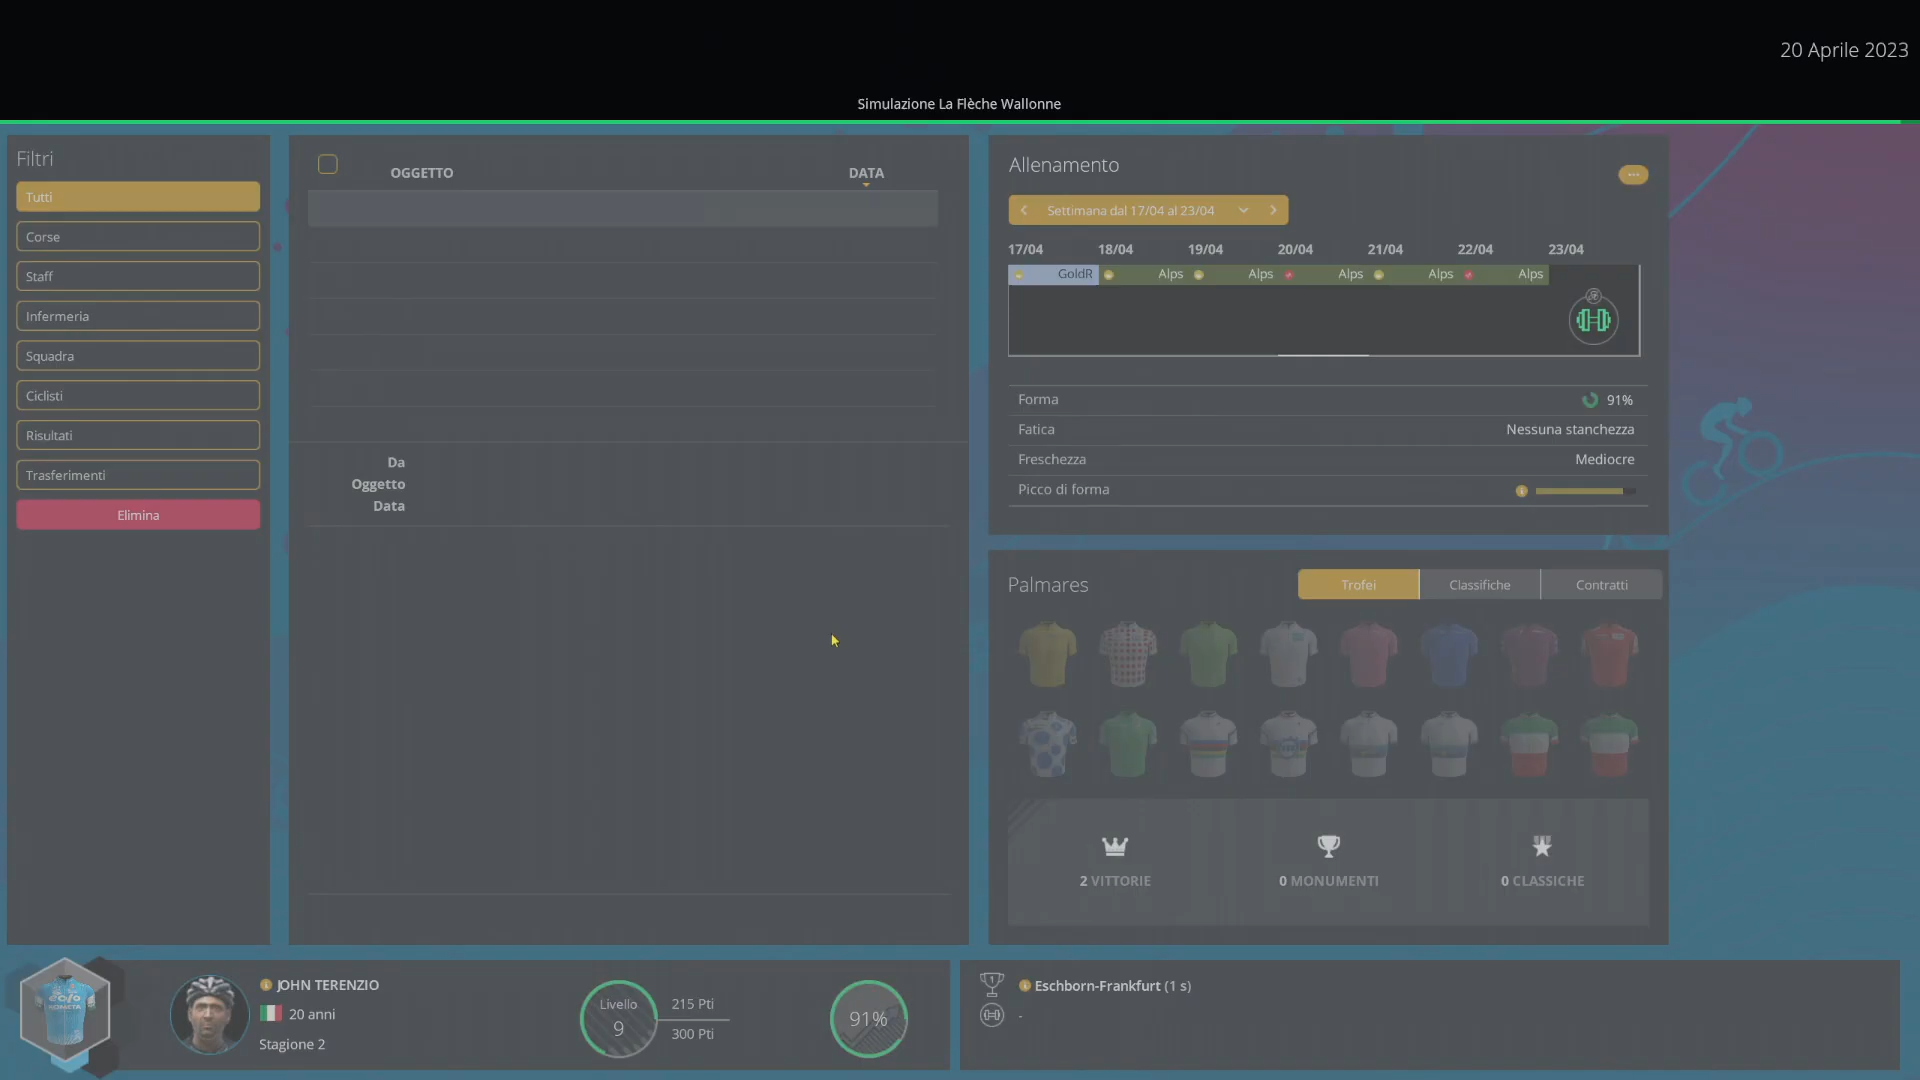 20 Aprile 2023
Simulazione La Flèche Wallonne
Filtri
Tutti
Corse
Staff
Infermeria
Squadra
Ciclisti
Risultati
Trasferimenti
Elimina
OGGETTO DATA
Da
Oggetto
Data
Allenamento
Settimana dal 17/04 al 23/04
17/04 18/04 19/04 20/04 21/04 22/04 23/04
GoldR Alps Alps Alps Alps Alps
Forma 91%
Fatica Nessuna stanchezza
Freschezza Mediocre
Picco di forma
Palmares
Trofei Classifiche Contratti
2 VITTORIE 0 MONUMENTI 0 CLASSICHE
eolo
KOMETA
JOHN TERENZIO
20 anni
Stagione 2
Livello
9
215 Pti
300 Pti
91%
1
Eschborn-Frankfurt (1 s)
-